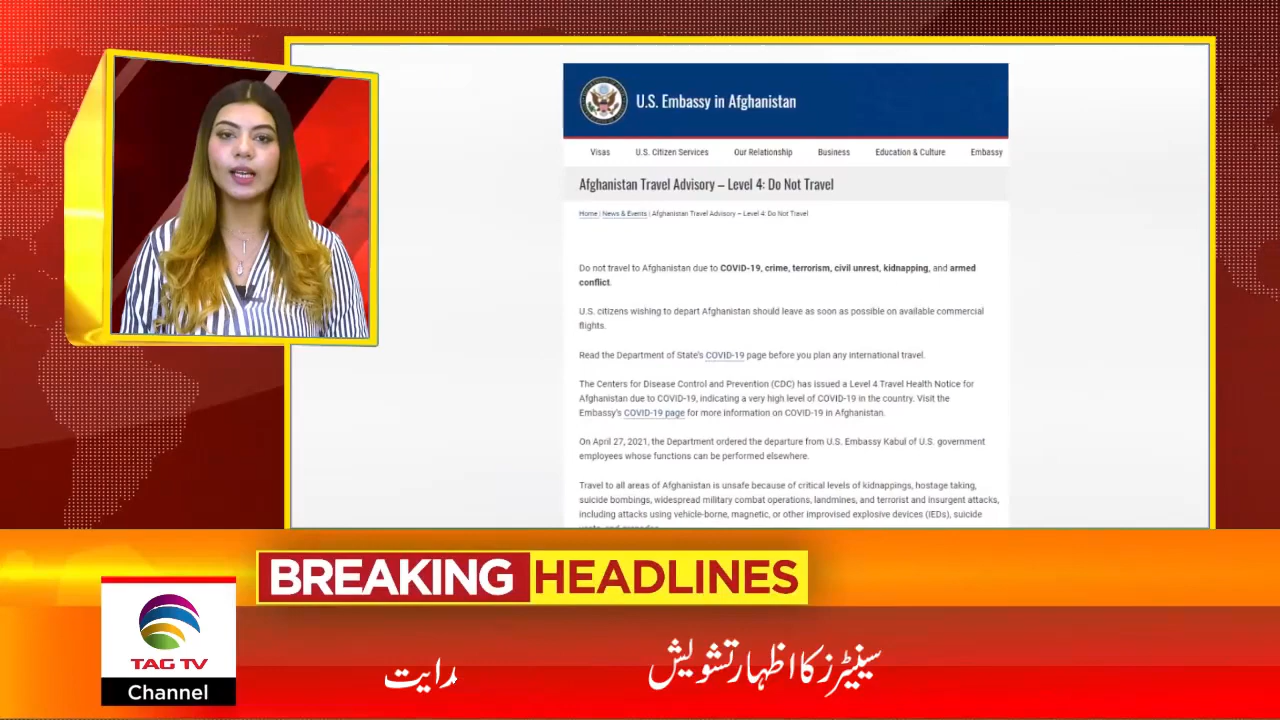 U.S. Embassy in Afghanistan
Visas U.S. Citizen Services Our Relationship Business Education & Culture Embassy
Afghanistan Travel Advisory – Level 4: Do Not Travel
Home | News & Events | Afghanistan Travel Advisory – Level 4: Do Not Travel
Do not travel to Afghanistan due to COVID-19, crime, terrorism, civil unrest, kidnapping, and armed
conflict.
U.S. citizens wishing to depart Afghanistan should leave as soon as possible on available commercial
flights.
Read the Department of State's COVID-19 page before you plan any international travel.
The Centers for Disease Control and Prevention (CDC) has issued a Level 4 Travel Health Notice for
Afghanistan due to COVID-19, indicating a very high level of COVID-19 in the country. Visit the
Embassy's COVID-19 page for more information on COVID-19 in Afghanistan.
On April 27, 2021, the Department ordered the departure from U.S. Embassy Kabul of U.S. government
employees whose functions can be performed elsewhere.
Travel to all areas of Afghanistan is unsafe because of critical levels of kidnappings, hostage taking,
suicide bombings, widespread military combat operations, landmines, and terrorist and insurgent attacks,
including attacks using vehicle-borne, magnetic, or other improvised explosive devices (IEDs), suicide
BREAKING HEADLINES
TAG TV
Channel
سینیٹرز کا اظہار تشویش